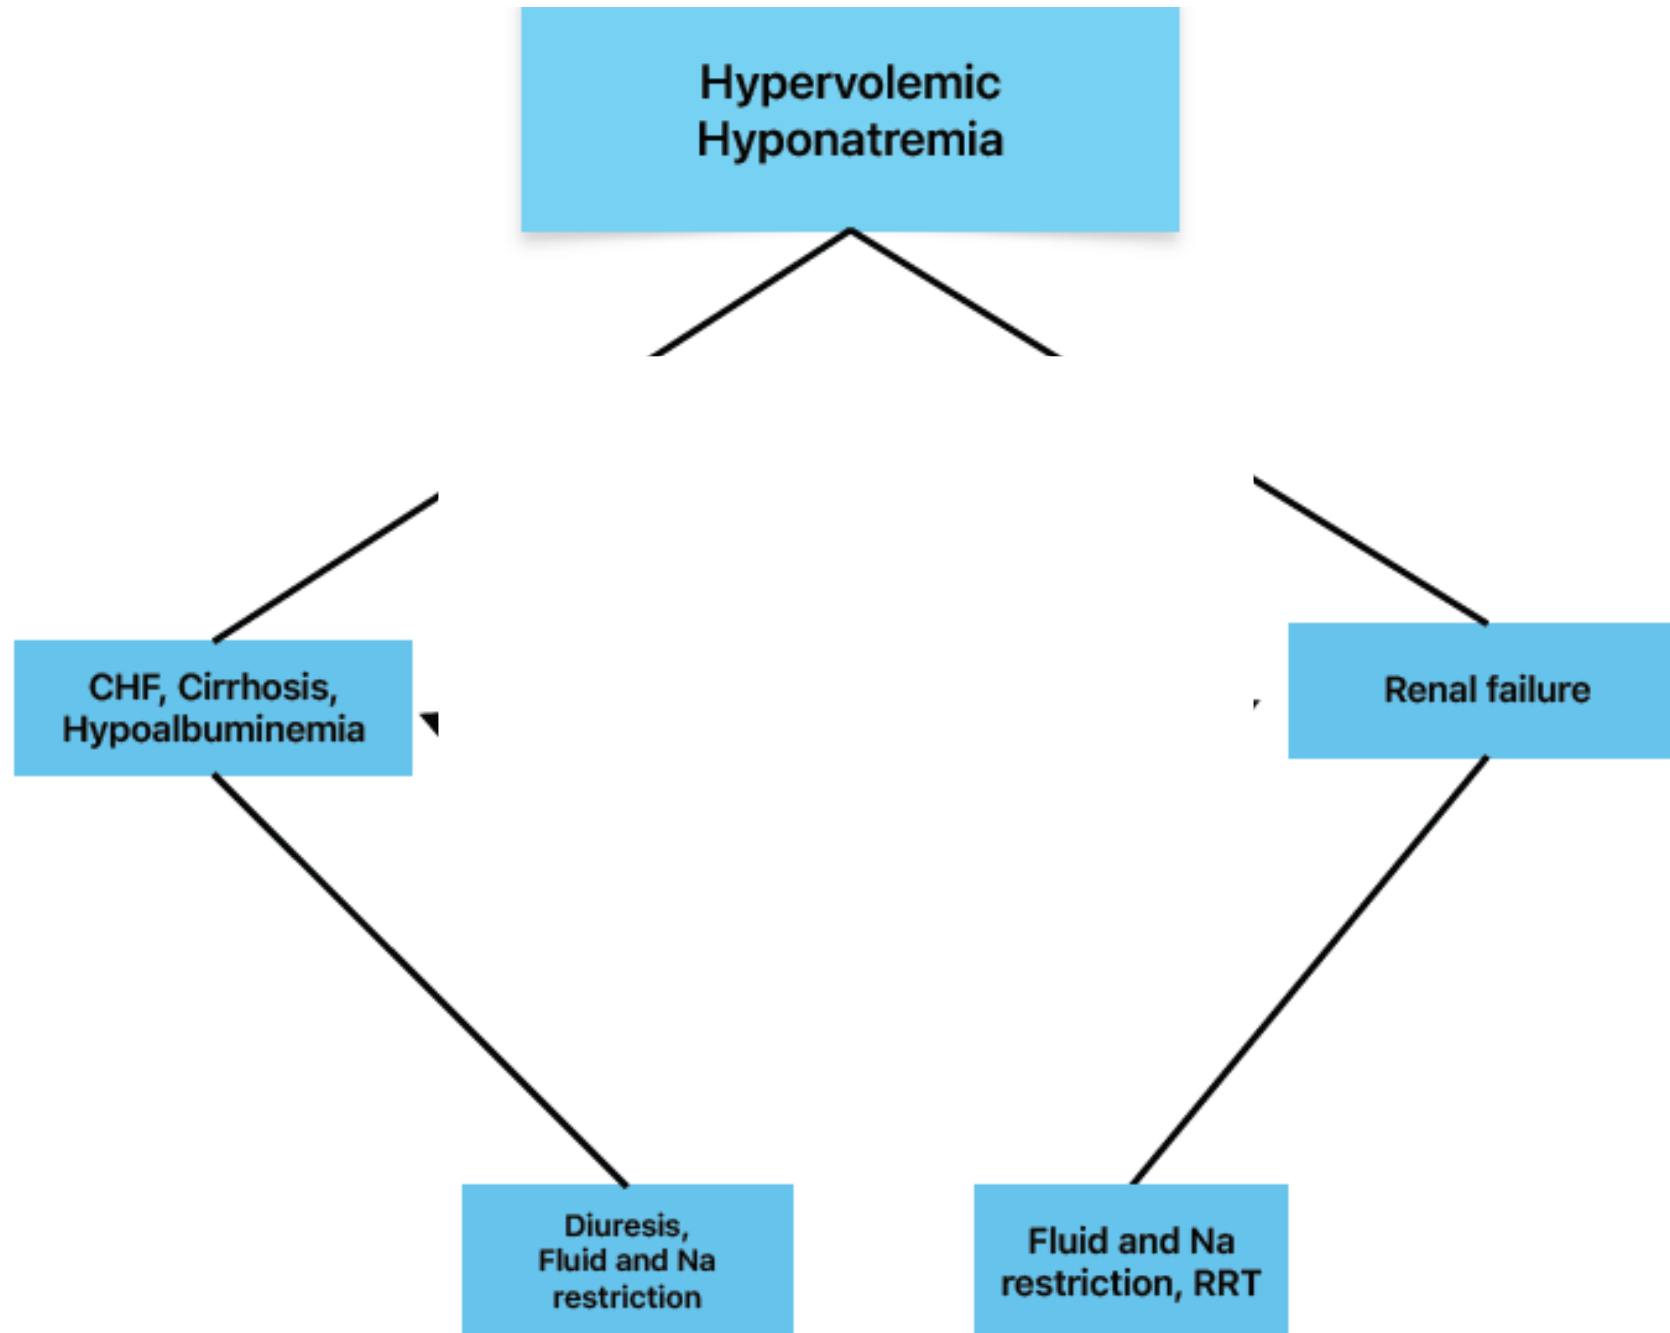 Hypervolemic
Hyponatremia
CHF, Cirrhosis,
Hypoalbuminemia
Renal failure
Diuresis,
Fluid and Na
restriction
Fluid and Na
restriction, RRT